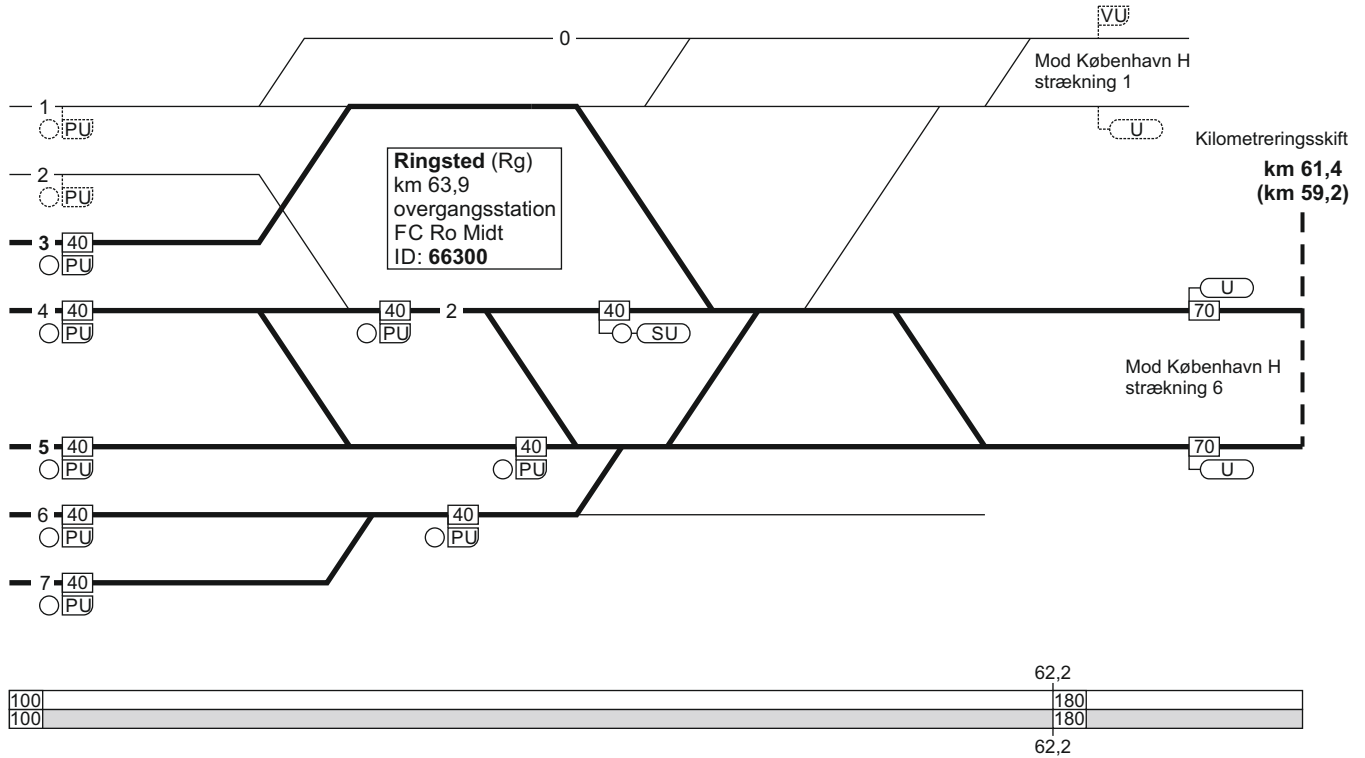 VU
0
Mod København H
strækning 1
1
PU
U
Kilometreringsskift
km 61,4
(km 59,2)
Ringsted (Rg)
km 63,9
overgangsstation
FC Ro Midt
ID: 66300
2
PU
3 40
PU
U
4 40 40 2 40 70
PU PU SU
Mod København H
strækning 6
5 40 40 70
PU PU U
6 40 40
PU PU
7 40
PU
62,2
100 180
100 180
62,2